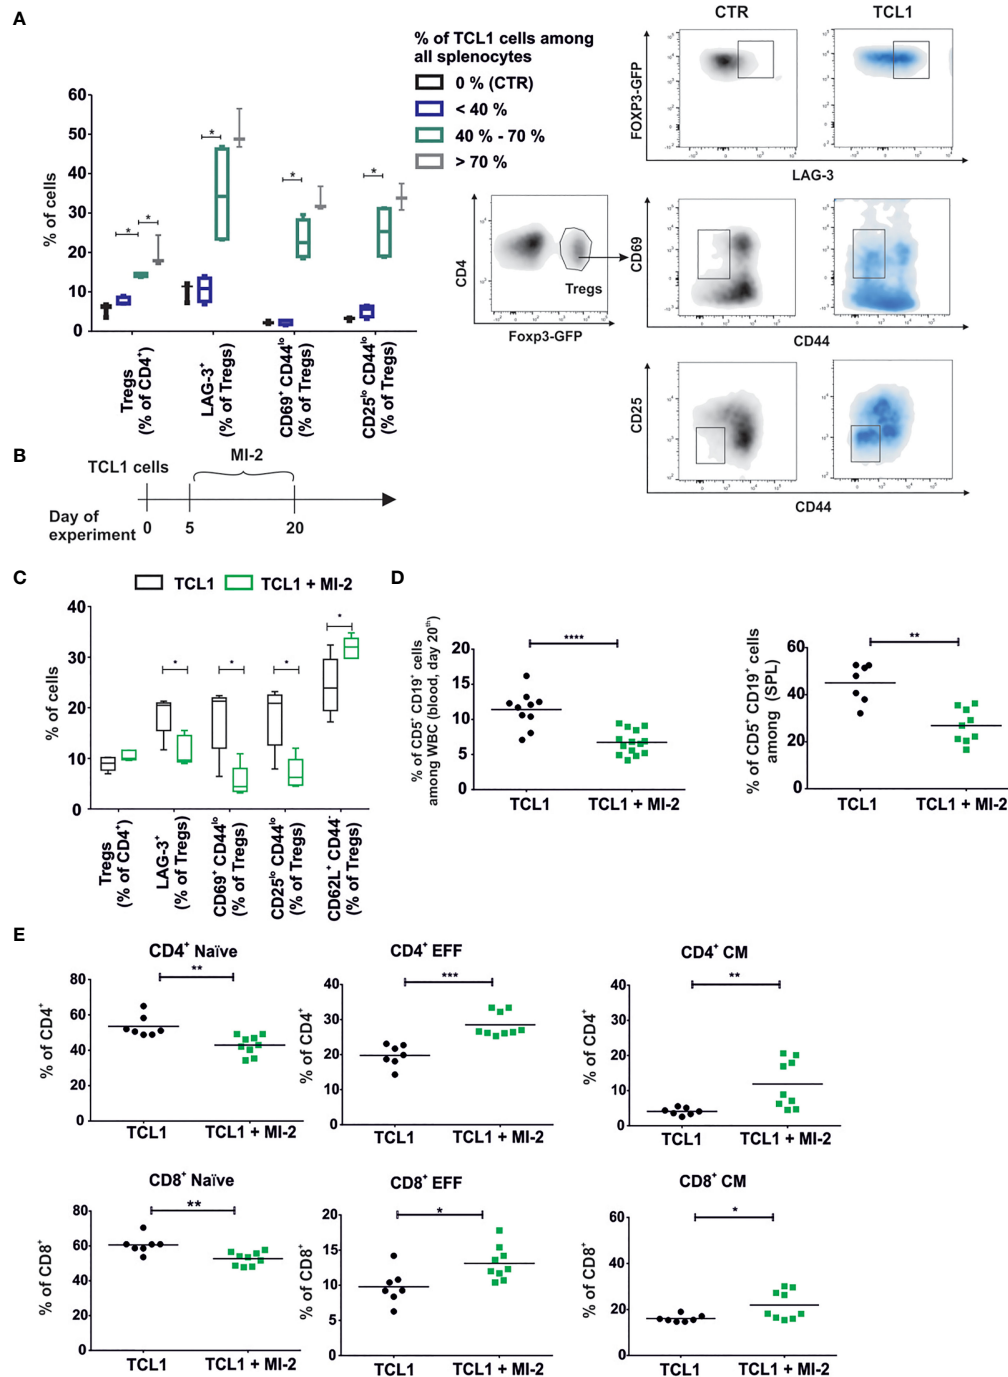 A
% of TCL1 cells among
all splenocytes
0 % (CTR)
< 40 %
40 % - 70 %
> 70 %
% of cells
60
50
40
30
20
10
0
*
*
*
*
*
Tregs
(% of CD4⁺)
LAG-3⁺
(% of Tregs)
CD69⁺ CD44ˡᵒ
(% of Tregs)
CD25ˡᵒ CD44ˡᵒ
(% of Tregs)
CD4
Foxp3-GFP
Tregs
CTR
TCL1
FOXP3-GFP
LAG-3
CD69
CD44
CD25
CD44
B
TCL1 cells
MI-2
Day of
experiment
0
5
20
C
TCL1
TCL1 + MI-2
% of cells
40
30
20
10
0
*
*
*
*
Tregs
(% of CD4⁺)
LAG-3⁺
(% of Tregs)
CD69⁺ CD44ˡᵒ
(% of Tregs)
CD25ˡᵒ CD44ˡᵒ
(% of Tregs)
CD62L⁺ CD44⁻
(% of Tregs)
D
% of CD5⁺ CD19⁺ cells
among WBC (blood, day 20ᵗʰ)
20
15
10
5
0
****
TCL1
TCL1 + MI-2
% of CD5⁺ CD19⁺ cells
among (SPL)
60
40
20
0
**
TCL1
TCL1 + MI-2
E
CD4⁺ Naïve
**
% of CD4⁺
80
60
40
20
0
TCL1
TCL1 + MI-2
CD4⁺ EFF
***
% of CD4⁺
40
30
20
10
0
TCL1
TCL1 + MI-2
CD4⁺ CM
**
% of CD4⁺
40
30
20
10
0
TCL1
TCL1 + MI-2
CD8⁺ Naïve
**
% of CD8⁺
80
60
40
20
0
TCL1
TCL1 + MI-2
CD8⁺ EFF
*
% of CD8⁺
20
15
10
5
0
TCL1
TCL1 + MI-2
CD8⁺ CM
*
% of CD8⁺
60
40
20
0
TCL1
TCL1 + MI-2